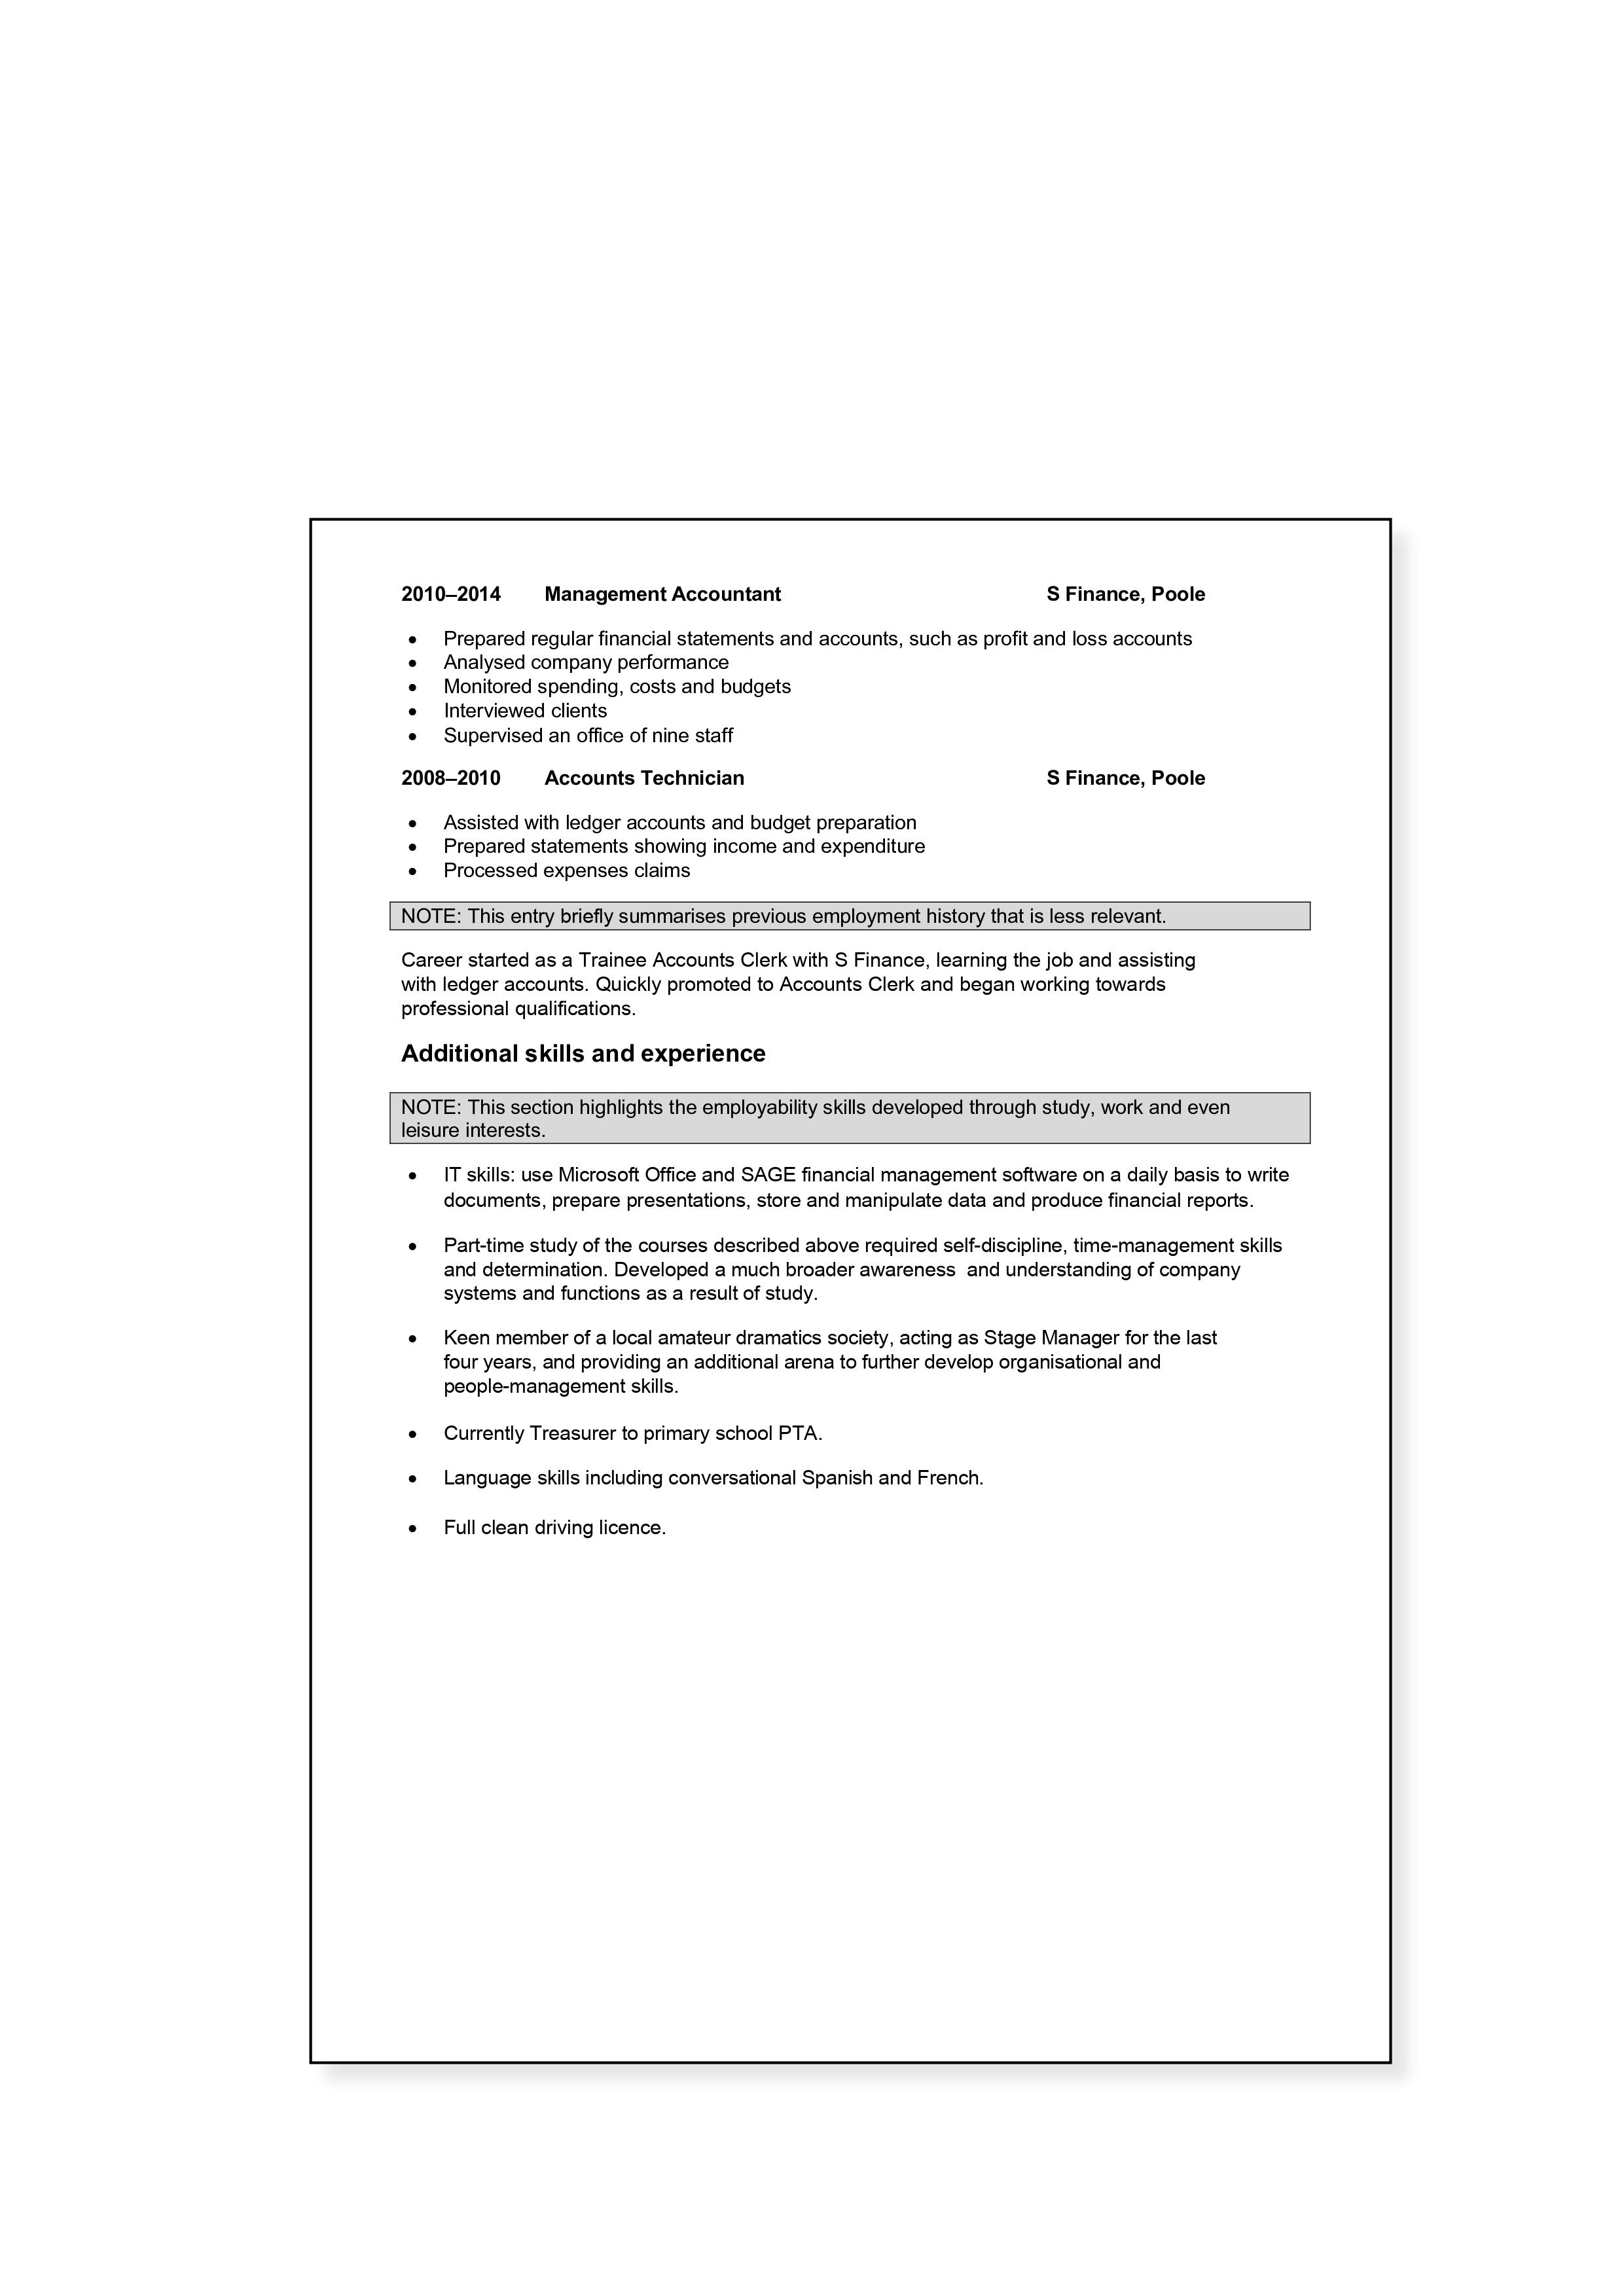 2010–2014 Management Accountant S Finance, Poole
• Prepared regular financial statements and accounts, such as profit and loss accounts
• Analysed company performance
• Monitored spending, costs and budgets
• Interviewed clients
• Supervised an office of nine staff
2008–2010 Accounts Technician S Finance, Poole
• Assisted with ledger accounts and budget preparation
• Prepared statements showing income and expenditure
• Processed expenses claims
NOTE: This entry briefly summarises previous employment history that is less relevant.
Career started as a Trainee Accounts Clerk with S Finance, learning the job and assisting
with ledger accounts. Quickly promoted to Accounts Clerk and began working towards
professional qualifications.
Additional skills and experience
NOTE: This section highlights the employability skills developed through study, work and even
leisure interests.
• IT skills: use Microsoft Office and SAGE financial management software on a daily basis to write
documents, prepare presentations, store and manipulate data and produce financial reports.
• Part-time study of the courses described above required self-discipline, time-management skills
and determination. Developed a much broader awareness  and understanding of company
systems and functions as a result of study.
• Keen member of a local amateur dramatics society, acting as Stage Manager for the last
four years, and providing an additional arena to further develop organisational and
people-management skills.
• Currently Treasurer to primary school PTA.
• Language skills including conversational Spanish and French.
• Full clean driving licence.